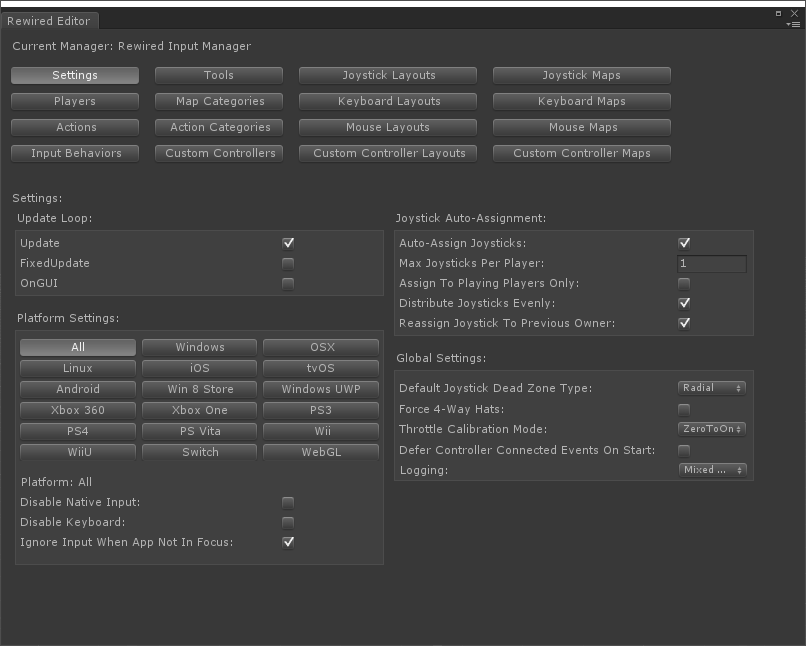 Rewired Editor
Current Manager: Rewired Input Manager
Settings Tools Joystick Layouts Joystick Maps
Players Map Categories Keyboard Layouts Keyboard Maps
Actions Action Categories Mouse Layouts Mouse Maps
Input Behaviors Custom Controllers Custom Controller Layouts Custom Controller Maps
Settings:
Update Loop:
Update
FixedUpdate
OnGUI
Platform Settings:
All Windows OSX
Linux iOS tvOS
Android Win 8 Store Windows UWP
Xbox 360 Xbox One PS3
PS4 PS Vita Wii
WiiU Switch WebGL
Platform: All
Disable Native Input:
Disable Keyboard:
Ignore Input When App Not In Focus:
Joystick Auto-Assignment:
Auto-Assign Joysticks:
Max Joysticks Per Player: 1
Assign To Playing Players Only:
Distribute Joysticks Evenly:
Reassign Joystick To Previous Owner:
Global Settings:
Default Joystick Dead Zone Type: Radial
Force 4-Way Hats:
Throttle Calibration Mode: ZeroToOn
Defer Controller Connected Events On Start:
Logging: Mixed ...